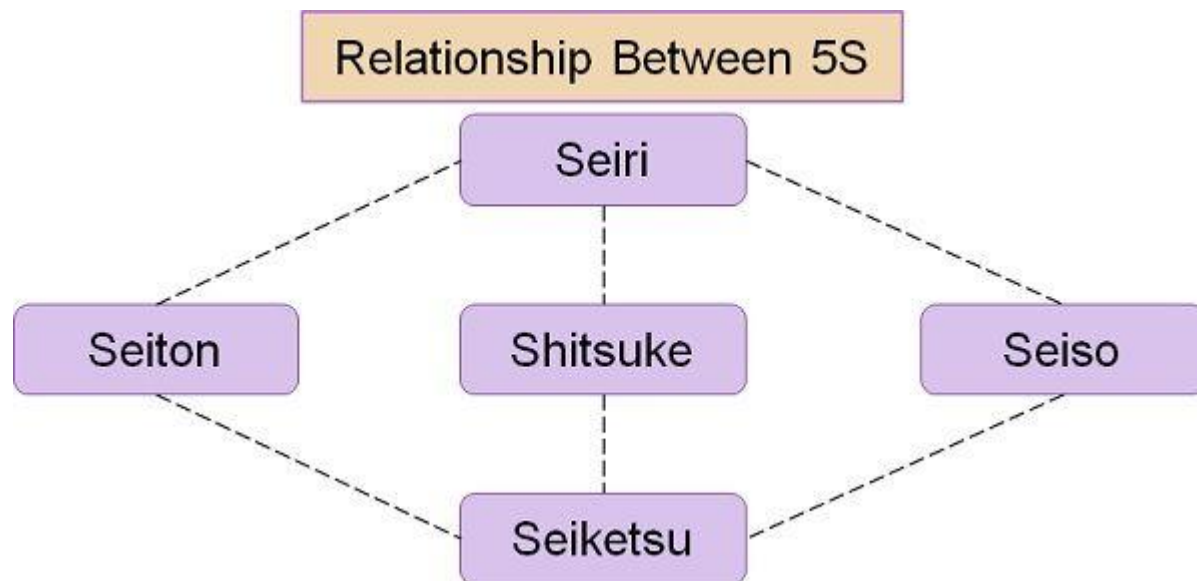 Relationship Between 5S
Seiri
Seiton
Shitsuke
Seiso
Seiketsu